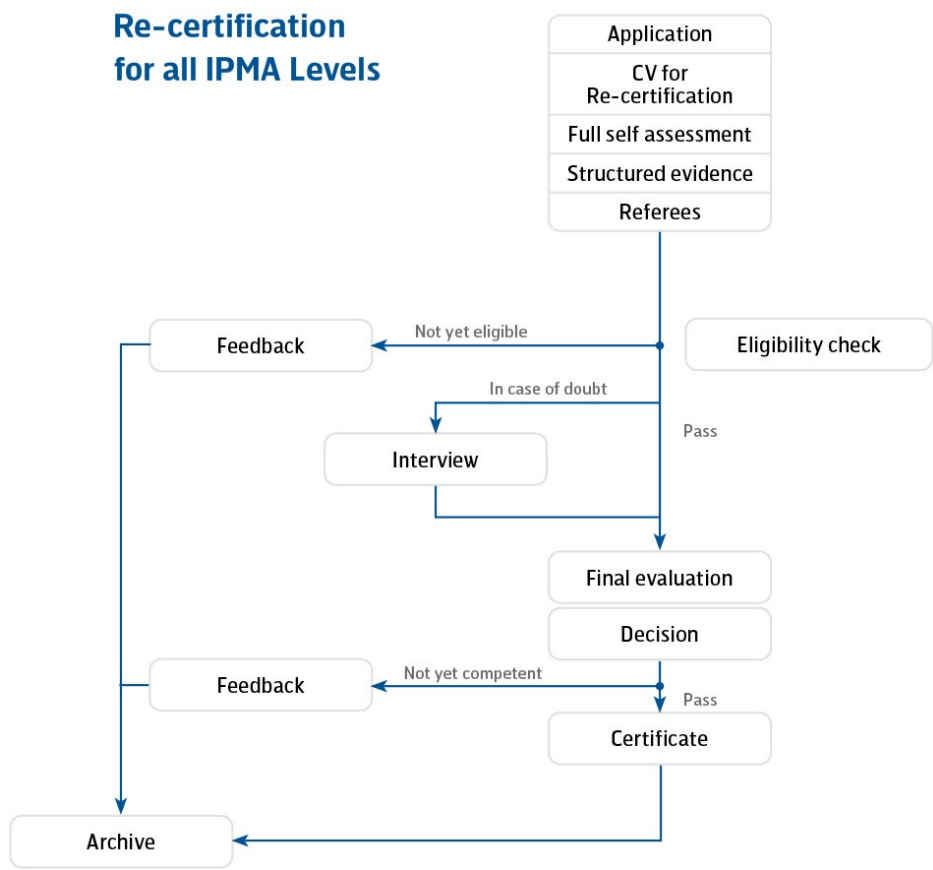 Re-certification
for all IPMA Levels
Application
CV for
Re-certification
Full self assessment
Structured evidence
Referees
Not yet eligible
Feedback
Eligibility check
In case of doubt
Pass
Interview
Final evaluation
Decision
Not yet competent
Feedback
Pass
Certificate
Archive